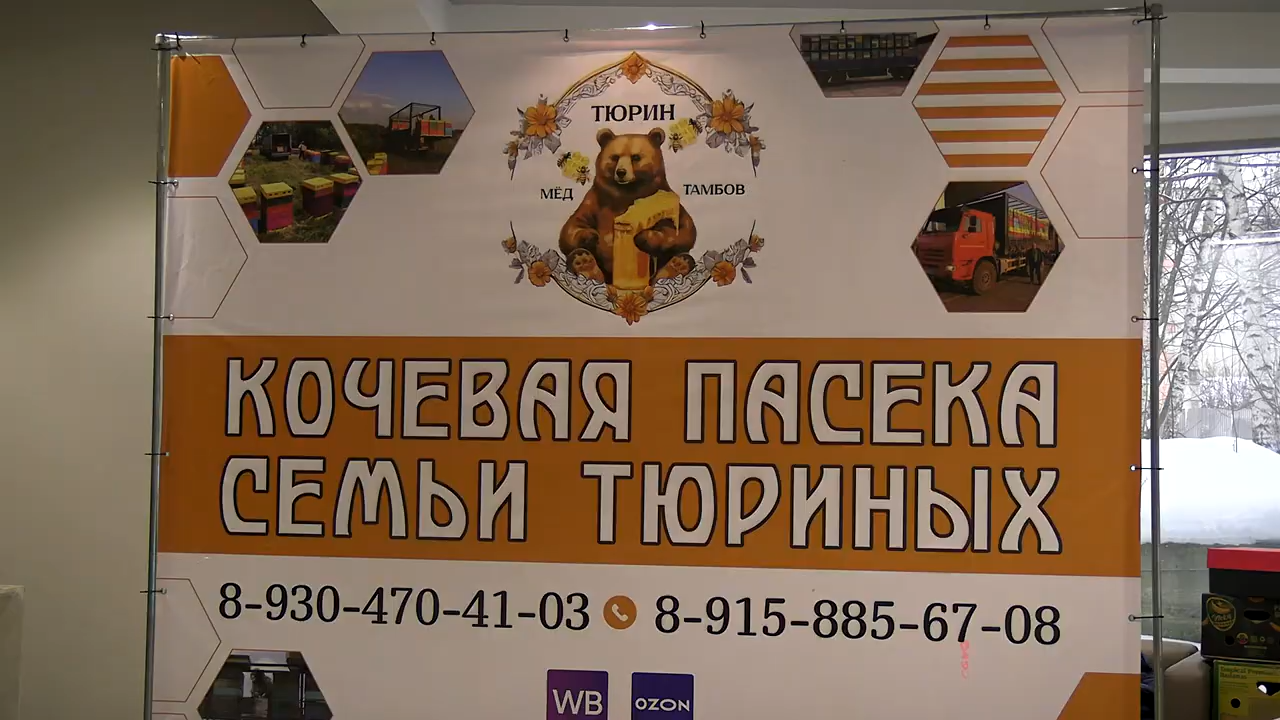 ТЮРИН
МЁД ТАМБОВ
КОЧЕВАЯ ПАСЕКА
СЕМЬИ ТЮРИНЫХ
8-930-470-41-03 8-915-885-67-08
WB OZON